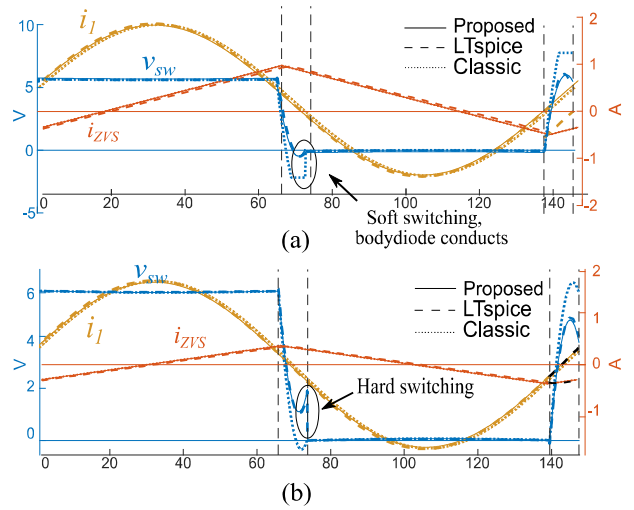 10
5
0
-5
V
i1
vsw
iZVS
Proposed
LTspice
Classic
2
1
0
-1
-2
A
Soft switching,
bodydiode conducts
0 20 40 60 80 100 120 140
(a)
6
4
2
0
V
vsw
i1
iZVS
Proposed
LTspice
Classic
2
1
0
-1
A
Hard switching
0 20 40 60 80 100 120 140
(b)